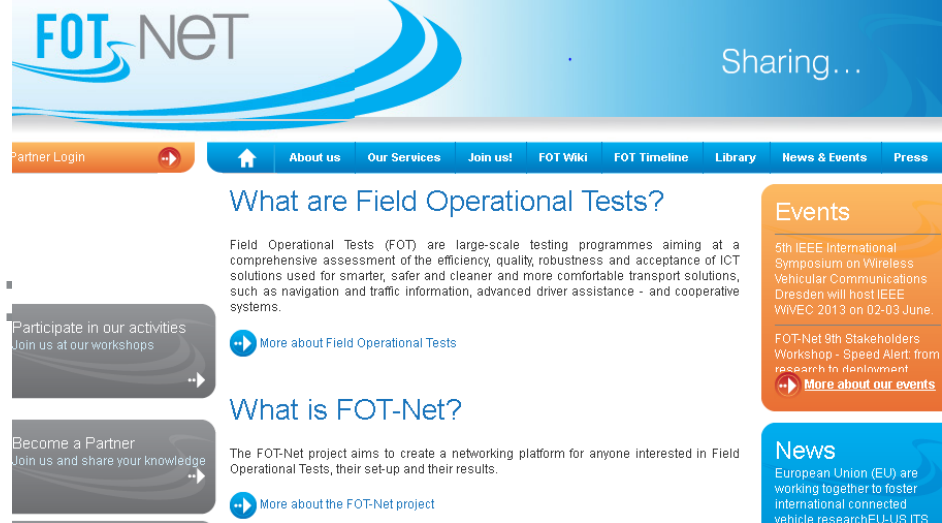 FOT NeT
Sharing...
Partner Login
About us Our Services Join us! FOT Wiki FOT Timeline Library News & Events Press
What are Field Operational Tests?
Field Operational Tests (FOT) are large-scale testing programmes aiming at a
comprehensive assessment of the efficiency, quality, robustness and acceptance of ICT
solutions used for smarter, safer and cleaner and more comfortable transport solutions,
such as navigation and traffic information, advanced driver assistance - and cooperative
systems.
More about Field Operational Tests
What is FOT-Net?
The FOT-Net project aims to create a networking platform for anyone interested in Field
Operational Tests, their set-up and their results.
More about the FOT-Net project
Participate in our activities
Join us at our workshops
Become a Partner
Join us and share your knowledge
Events
5th IEEE International
Symposium on Wireless
Vehicular Communications
Dresden will host IEEE
WiVEC 2013 on 02-03 June.
FOT-Net 9th Stakeholders
Workshop - Speed Alert: from
research to deployment
More about our events
News
European Union (EU) are
working together to foster
international connected
vehicle researchEU-US ITS